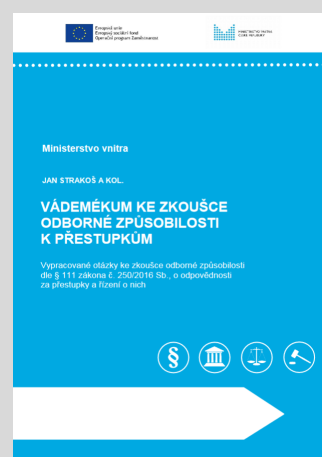 Evropská unie
Evropský sociální fond
Operační program Zaměstnanost
MINISTERSTVO VNITRA
ČESKÉ REPUBLIKY
Ministerstvo vnitra
JAN STRAKOŠ A KOL.
VÁDEMÉKUM KE ZKOUŠCE
ODBORNÉ ZPŮSOBILOSTI
K PŘESTUPKŮM
Vypracované otázky ke zkoušce odborné způsobilosti
dle § 111 zákona č. 250/2016 Sb., o odpovědnosti
za přestupky a řízení o nich
§